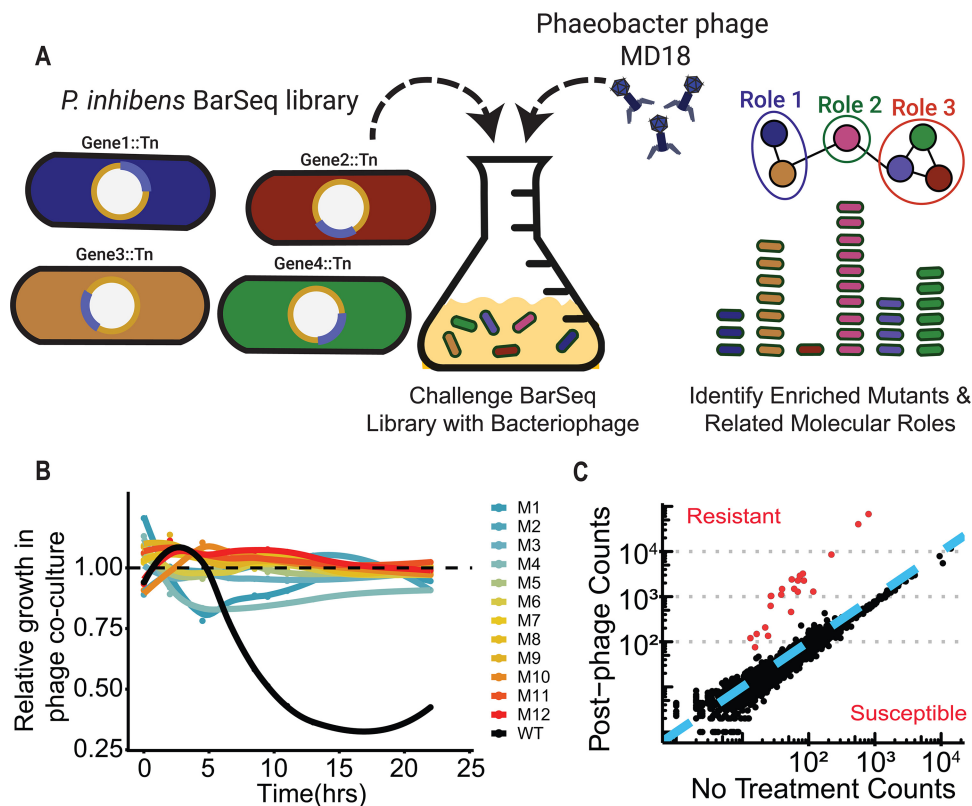 A
P. inhibens BarSeq library
Phaeobacter phage
MD18
Gene1::Tn
Gene2::Tn
Gene3::Tn
Gene4::Tn
Challenge BarSeq
Library with Bacteriophage
Role 1
Role 2
Role 3
Identify Enriched Mutants &
Related Molecular Roles
B
Relative growth in
phage co-culture
1.00
0.75
0.50
0.25
0
5
10
15
20
25
Time(hrs)
M1
M2
M3
M4
M5
M6
M7
M8
M9
M10
M11
M12
WT
C
Post-phage Counts
Resistant
Susceptible
10⁴
10³
10²
10²
10³
10⁴
No Treatment Counts